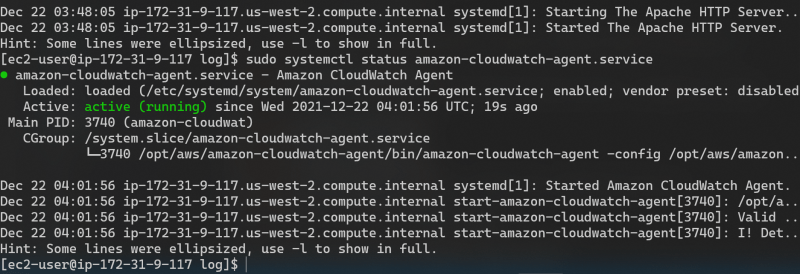 Dec 22 03:48:05 ip-172-31-9-117.us-west-2.compute.internal systemd[1]: Starting The Apache HTTP Server...
Dec 22 03:48:05 ip-172-31-9-117.us-west-2.compute.internal systemd[1]: Started The Apache HTTP Server.
Hint: Some lines were ellipsized, use -l to show in full.
[ec2-user@ip-172-31-9-117 log]$ sudo systemctl status amazon-cloudwatch-agent.service
● amazon-cloudwatch-agent.service - Amazon CloudWatch Agent
Loaded: loaded (/etc/systemd/system/amazon-cloudwatch-agent.service; enabled; vendor preset: disabled
Active: active (running) since Wed 2021-12-22 04:01:56 UTC; 19s ago
Main PID: 3740 (amazon-cloudwat)
CGroup: /system.slice/amazon-cloudwatch-agent.service
└─3740 /opt/aws/amazon-cloudwatch-agent/bin/amazon-cloudwatch-agent -config /opt/aws/amazon...
Dec 22 04:01:56 ip-172-31-9-117.us-west-2.compute.internal systemd[1]: Started Amazon CloudWatch Agent.
Dec 22 04:01:56 ip-172-31-9-117.us-west-2.compute.internal start-amazon-cloudwatch-agent[3740]: /opt/a...
Dec 22 04:01:56 ip-172-31-9-117.us-west-2.compute.internal start-amazon-cloudwatch-agent[3740]: Valid ...
Dec 22 04:01:56 ip-172-31-9-117.us-west-2.compute.internal start-amazon-cloudwatch-agent[3740]: I! Det...
Hint: Some lines were ellipsized, use -l to show in full.
[ec2-user@ip-172-31-9-117 log]$